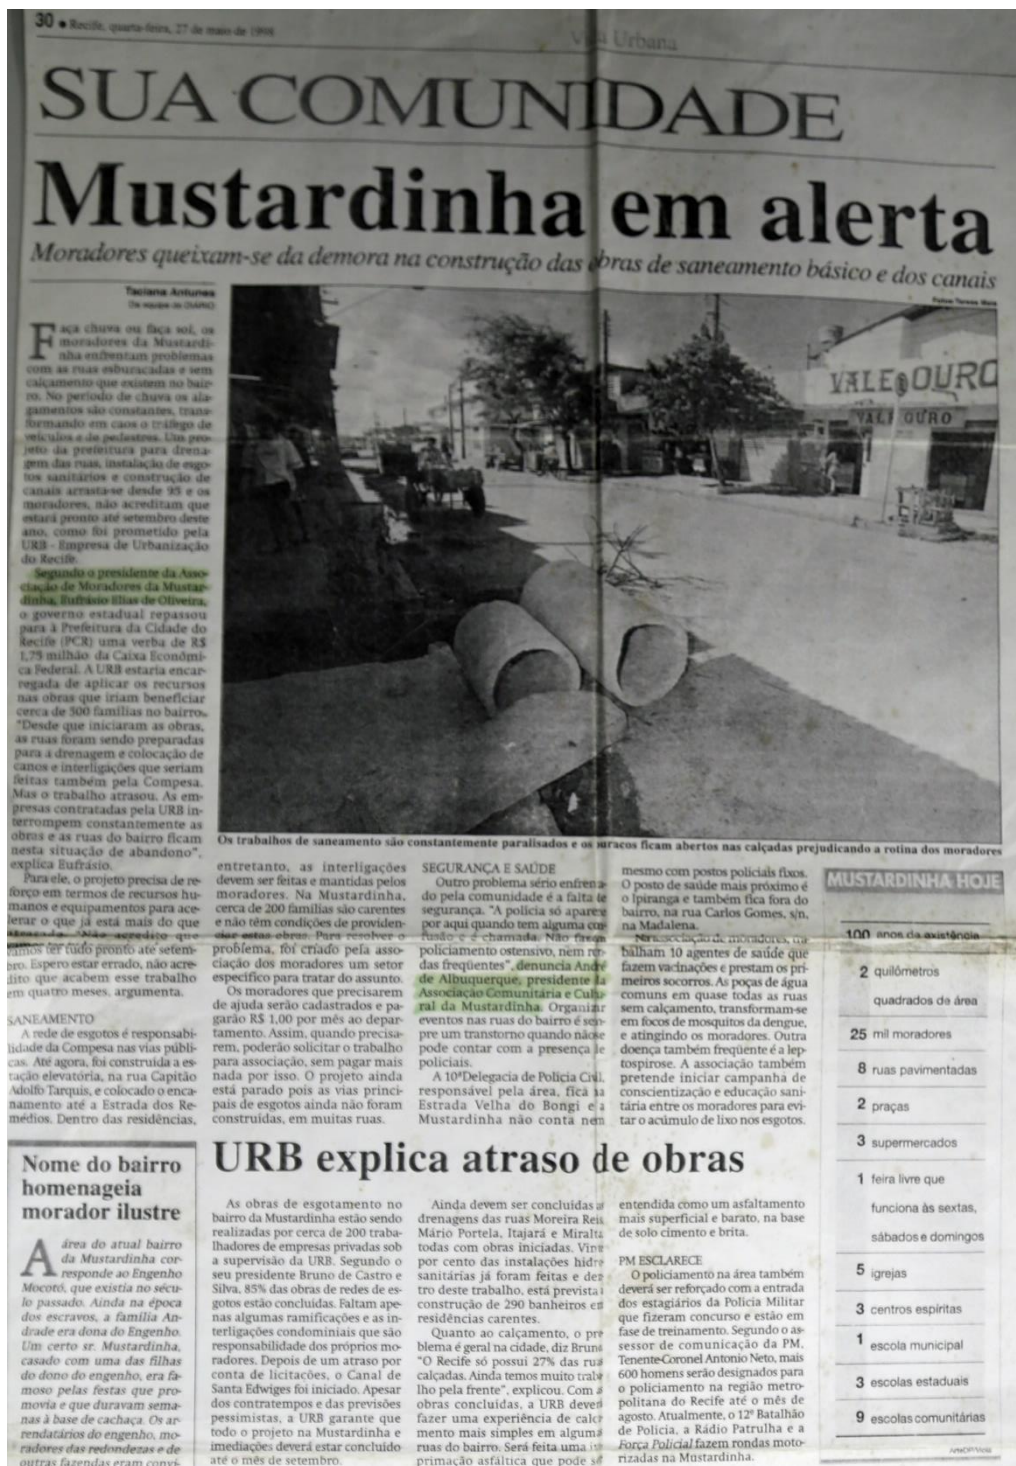 30 ● Recife, quarta-feira, 27 de maio de 1998
Vida Urbana
SUA COMUNIDADE
Mustardinha em alerta
Moradores queixam-se da demora na construção das obras de saneamento básico e dos canais
Taciana Antunes
Da equipe do DIARIO
Faça chuva ou faça sol, os
moradores da Mustardi-
nha enfrentam problemas
com as ruas esburacadas e sem
calçamento que existem no bair-
ro. No período de chuva os ala-
gamentos são constantes, trans-
formando em caos o tráfego de
veículos e de pedestres. Um pro-
jeto da prefeitura para drena-
gem das ruas, instalação de esgo-
tos sanitários e construção de
canais arrasta-se desde 95 e os
moradores, não acreditam que
estará pronto até setembro deste
ano, como foi prometido pela
URB - Empresa de Urbanização
do Recife.
Segundo o presidente da Asso-
ciação de Moradores da Mustar-
dinha, Eufrásio Elias de Oliveira,
o governo estadual repassou
para à Prefeitura da Cidade do
Recife (PCR) uma verba de R$
1,75 milhão da Caixa Econômi-
ca Federal. A URB estaria encar-
regada de aplicar os recursos
nas obras que iriam beneficiar
cerca de 500 famílias no bairro.
"Desde que iniciaram as obras,
as ruas foram sendo preparadas
para a drenagem e colocação de
canos e interligações que seriam
feitas também pela Compesa.
Mas o trabalho atrasou. As em-
presas contratadas pela URB in-
terrompem constantemente as
obras e as ruas do bairro ficam
nesta situação de abandono",
explica Eufrásio.
Para ele, o projeto precisa de re-
forço em termos de recursos hu-
manos e equipamentos para ace-
lerar o que já está mais do que
atrasado. "Não acredito que
vamos ter tudo pronto até setem-
bro. Espero estar errado, não acre-
dito que acabem esse trabalho
em quatro meses, argumenta.
SANEAMENTO
A rede de esgotos é responsabi-
lidade da Compesa nas vias públi-
cas. Até agora, foi construída a es-
tação elevatória, na rua Capitão
Adolfo Tarquis, e colocado o enca-
namento até a Estrada dos Re-
médios. Dentro das residências,
VALE OURO
VALE OURO
Os trabalhos de saneamento são constantemente paralisados e os buracos ficam abertos nas calçadas prejudicando a rotina dos moradores
entretanto, as interligações
devem ser feitas e mantidas pelos
moradores. Na Mustardinha,
cerca de 200 famílias são carentes
e não têm condições de providen-
ciar estas obras. Para resolver o
problema, foi criado pela asso-
ciação dos moradores um setor
específico para tratar do assunto.
Os moradores que precisarem
de ajuda serão cadastrados e pa-
garão R$ 1,00 por mês ao depar-
tamento. Assim, quando precisa-
rem, poderão solicitar o trabalho
para associação, sem pagar mais
nada por isso. O projeto ainda
está parado pois as vias princi-
pais de esgotos ainda não foram
construídas, em muitas ruas.
SEGURANÇA E SAÚDE
Outro problema sério enfrenta-
do pela comunidade é a falta de
segurança. "A polícia só aparece
por aqui quando tem alguma con-
fusão e é chamada. Não fazem
policiamento ostensivo, nem ron-
das freqüentes", denuncia André
de Albuquerque, presidente da
Associação Comunitária e Cultu-
ral da Mustardinha. Organizar
eventos nas ruas do bairro é sem-
pre um transtorno quando não se
pode contar com a presença de
policiais.
A 10ª Delegacia de Polícia Civil,
responsável pela área, fica na
Estrada Velha do Bongi e a
Mustardinha não conta nem
mesmo com postos policiais fixos.
O posto de saúde mais próximo é
o Ipiranga e também fica fora do
bairro, na rua Carlos Gomes, s/n,
na Madalena.
Na associação de moradores, tra-
balham 10 agentes de saúde que
fazem vacinações e prestam os pri-
meiros socorros. As poças de água
comuns em quase todas as ruas
sem calçamento, transformam-se
em focos de mosquitos da dengue,
e atingindo os moradores. Outra
doença também freqüente é a lep-
tospirose. A associação também
pretende iniciar campanha de
conscientização e educação sani-
tária entre os moradores para evi-
tar o acúmulo de lixo nos esgotos.
MUSTARDINHA HOJE
100 anos da existência
2 quilômetros
quadrados de área
25 mil moradores
8 ruas pavimentadas
2 praças
3 supermercados
1 feira livre que
funciona às sextas,
sábados e domingos
5 igrejas
3 centros espíritas
1 escola municipal
3 escolas estaduais
9 escolas comunitárias
Nome do bairro
homenageia
morador ilustre
A área do atual bairro
da Mustardinha cor-
responde ao Engenho
Mocotó, que existia no sécu-
lo passado. Ainda na época
dos escravos, a família An-
drade era dona do Engenho.
Um certo sr. Mustardinha,
casado com uma das filhas
do dono do engenho, era fa-
moso pelas festas que pro-
movia e que duravam sema-
nas à base de cachaça. Os ar-
rendatários do engenho, mo-
radores das redondezas e de
outras fazendas eram convi-
URB explica atraso de obras
As obras de esgotamento no
bairro da Mustardinha estão sendo
realizadas por cerca de 200 traba-
lhadores de empresas privadas sob
a supervisão da URB. Segundo o
seu presidente Bruno de Castro e
Silva, 85% das obras de redes de es-
gotos estão concluídas. Faltam ape-
nas algumas ramificações e as in-
terligações condominiais que são
responsabilidade dos próprios mo-
radores. Depois de um atraso por
conta de licitações, o Canal de
Santa Edwiges foi iniciado. Apesar
dos contratempos e das previsões
pessimistas, a URB garante que
todo o projeto na Mustardinha e
imediações deverá estar concluído
até o mês de setembro.
Ainda devem ser concluídas as
drenagens das ruas Moreira Reis,
Mário Portela, Itajará e Miralta
todas com obras iniciadas. Vinte
por cento das instalações hidro
sanitárias já foram feitas e den-
tro deste trabalho, está prevista a
construção de 290 banheiros em
residências carentes.
Quanto ao calçamento, o pro-
blema é geral na cidade, diz Bruno.
"O Recife só possui 27% das ruas
calçadas. Ainda temos muito traba-
lho pela frente", explicou. Com as
obras concluídas, a URB deverá
fazer uma experiência de calça-
mento mais simples em algumas
ruas do bairro. Será feita uma im-
primação asfáltica que pode ser
entendida como um asfaltamento
mais superficial e barato, na base
de solo cimento e brita.
PM ESCLARECE
O policiamento na área também
deverá ser reforçado com a entrada
dos estagiários da Polícia Militar
que fizeram concurso e estão em
fase de treinamento. Segundo o as-
sessor de comunicação da PM,
Tenente-Coronel Antonio Neto, mais
600 homens serão designados para
o policiamento na região metro-
politana do Recife até o mês de
agosto. Atualmente, o 12º Batalhão
de Polícia, a Rádio Patrulha e a
Força Policial fazem rondas moto-
rizadas na Mustardinha.